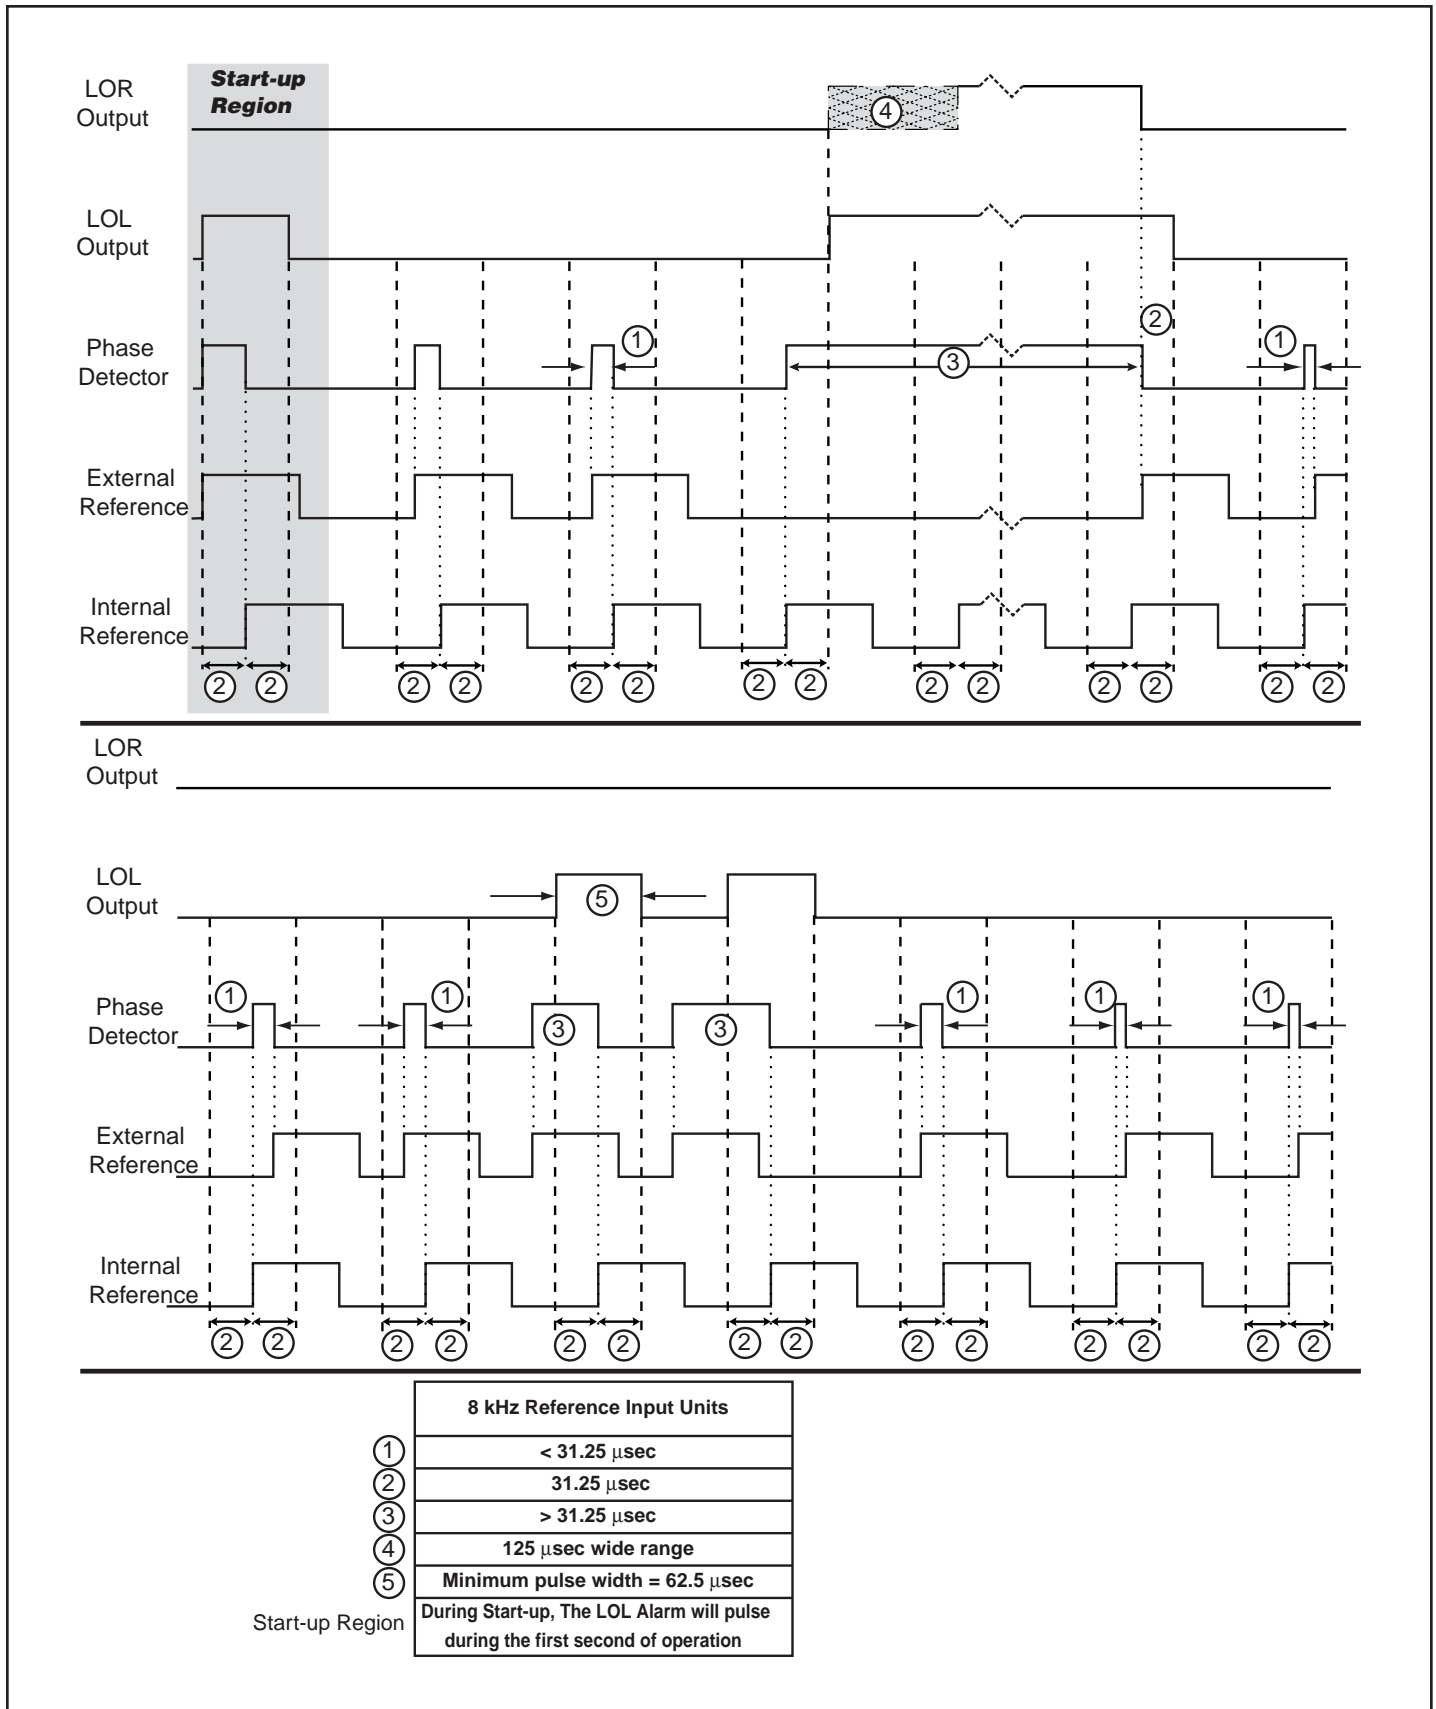 Start-up
Region
LOR
Output
④
LOL
Output
Phase
Detector
①
③
②
①
External
Reference
Internal
Reference
② ② ② ② ② ② ② ② ② ② ② ② ② ②
LOR
Output
LOL
Output
⑤
Phase
Detector
① ① ③ ③ ① ① ①
External
Reference
Internal
Reference
② ② ② ② ② ② ② ② ② ② ② ② ② ②
8 kHz Reference Input Units
① < 31.25 μsec
② 31.25 μsec
③ > 31.25 μsec
④ 125 μsec wide range
⑤ Minimum pulse width = 62.5 μsec
Start-up Region During Start-up, The LOL Alarm will pulse
during the first second of operation